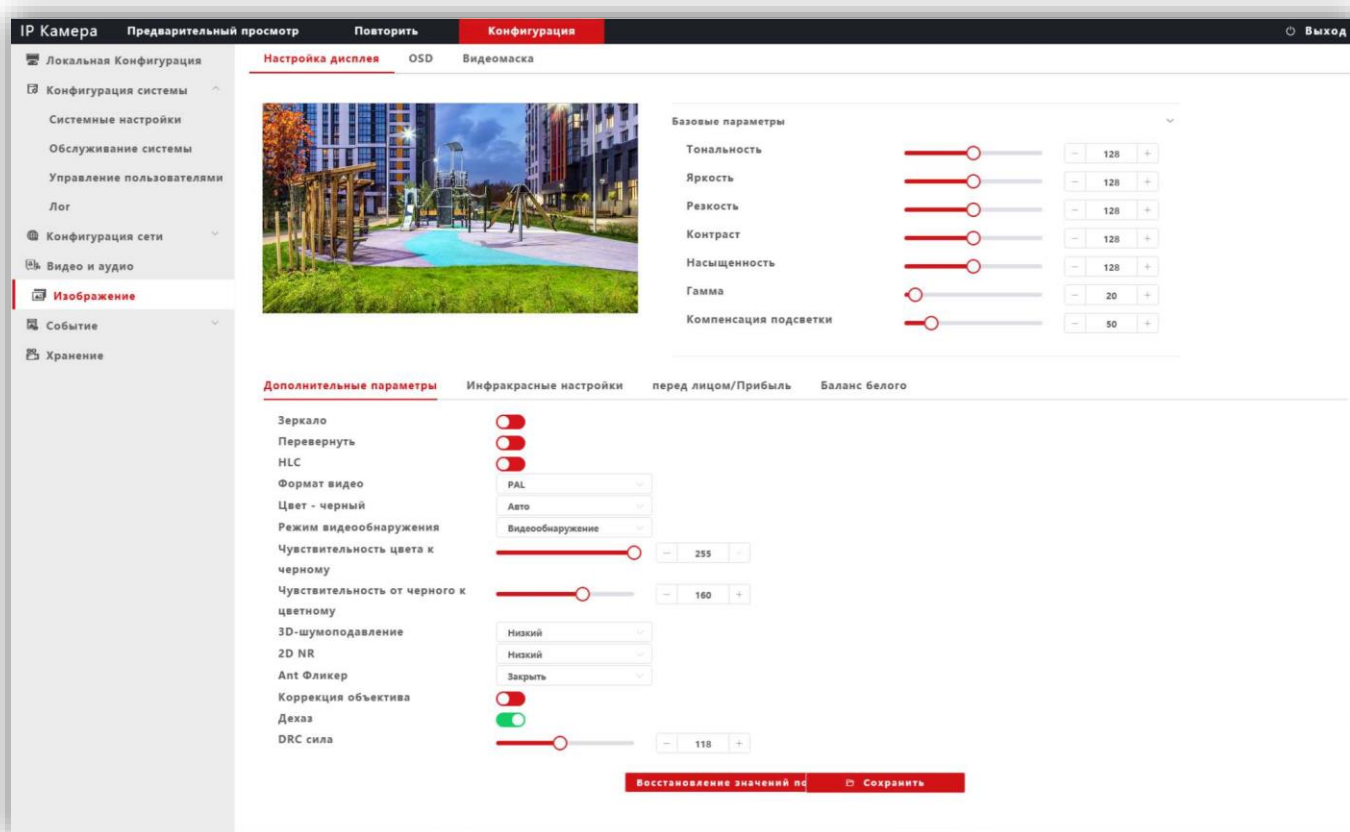 IP Камера Предварительный просмотр Повторить Конфигурация Выход
Локальная Конфигурация
Конфигурация системы
Системные настройки
Обслуживание системы
Управление пользователями
Лог
Конфигурация сети
Видео и аудио
Изображение
Событие
Хранение
Настройка дисплея OSD Видеомаска
Базовые параметры
Тональность 128
Яркость 128
Резкость 128
Контраст 128
Насыщенность 128
Гамма 20
Компенсация подсветки 50
Дополнительные параметры Инфракрасные настройки перед лицом/Прибыль Баланс белого
Зеркало
Перевернуть
HLC
Формат видео PAL
Цвет - черный Авто
Режим видеообнаружения Видеообнаружение
Чувствительность цвета к 255
черному
Чувствительность от черного к 160
цветному
3D-шумоподавление Низкий
2D NR Низкий
Ant Фликер Закрыть
Коррекция объектива
Дехаз
DRC сила 118
Восстановление значений по Сохранить